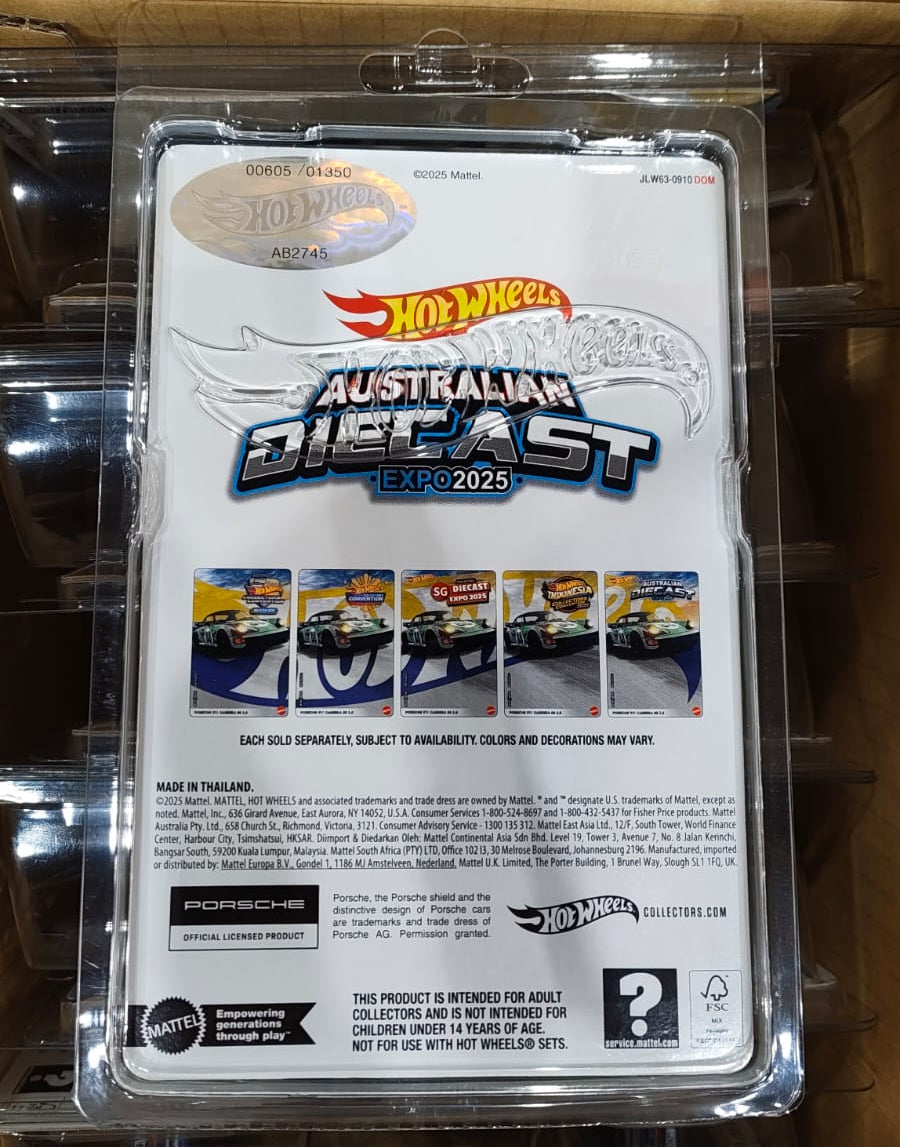 00605 /01350
HOT WHEELS
AB2745
©2025 Mattel.
JLW63-0910 DOM
HOT WHEELS
HOT WHEELS
AUSTRALIAN
DIECAST
EXPO2025
HOT WHEELS
CONVENTION
SG DIECAST
EXPO 2025
INDONESIA
AUSTRALIAN
DIECAST
PORSCHE 911 CARRERA RS 3.8
PORSCHE 911 CARRERA RS 3.8
PORSCHE 911 CARRERA RS 3.8
PORSCHE 911 CARRERA RS 3.8
PORSCHE 911 CARRERA RS 3.8
EACH SOLD SEPARATELY, SUBJECT TO AVAILABILITY. COLORS AND DECORATIONS MAY VARY.
MADE IN THAILAND.
©2025 Mattel. MATTEL, HOT WHEELS and associated trademarks and trade dress are owned by Mattel. ® and ™ designate U.S. trademarks of Mattel, except as
noted. Mattel, Inc., 636 Girard Avenue, East Aurora, NY 14052, U.S.A. Consumer Services 1-800-524-8697 and 1-800-432-5437 for Fisher Price products. Mattel
Australia Pty. Ltd., 658 Church St., Richmond, Victoria, 3121. Consumer Advisory Service - 1300 135 312. Mattel East Asia Ltd., 12/F, South Tower, World Finance
Center, Harbour City, Tsimshatsui, HKSAR. Diimport & Diedarkan Oleh: Mattel Continental Asia Sdn Bhd. Level 19, Tower 3, Avenue 7, No. 8 Jalan Kerinchi,
Bangsar South, 59200 Kuala Lumpur, Malaysia. Mattel South Africa (PTY) LTD, Office 102 I3, 30 Melrose Boulevard, Johannesburg 2196. Manufactured, imported
or distributed by: Mattel Europa B.V., Gondel 1, 1186 MJ Amstelveen, Nederland. Mattel U.K. Limited, The Porter Building, 1 Brunel Way, Slough SL1 1FQ, UK.
PORSCHE
OFFICIAL LICENSED PRODUCT
Porsche, the Porsche shield and the
distinctive design of Porsche cars
are trademarks and trade dress of
Porsche AG. Permission granted.
HOT WHEELS COLLECTORS.COM
MATTEL
Empowering
generations
through play™
THIS PRODUCT IS INTENDED FOR ADULT
COLLECTORS AND IS NOT INTENDED FOR
CHILDREN UNDER 14 YEARS OF AGE.
NOT FOR USE WITH HOT WHEELS® SETS.
?
service.mattel.com
FSC
MIX